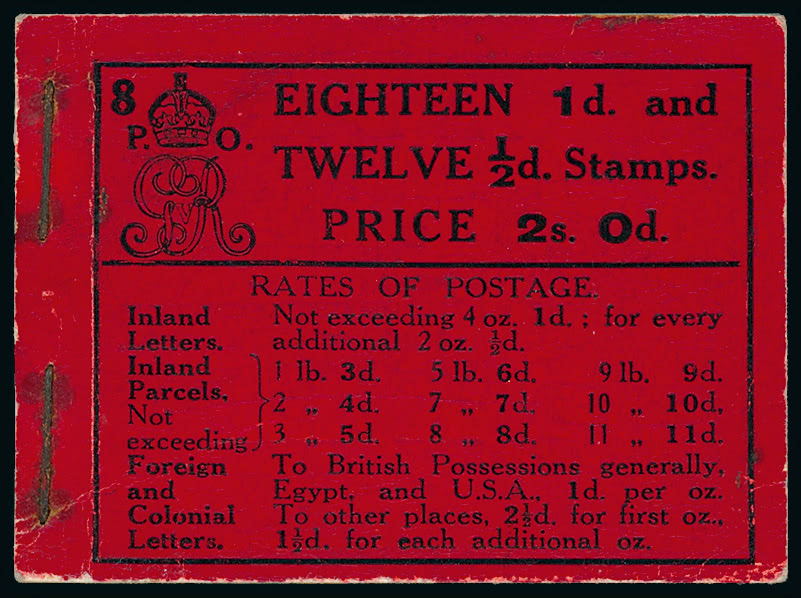 8
P. O.
GVR
EIGHTEEN 1d. and
TWELVE ½d. Stamps.
PRICE 2s. 0d.
RATES OF POSTAGE.
Inland Letters. Not exceeding 4 oz. 1d. ; for every
additional 2 oz. ½d.
Inland Parcels, Not exceeding
1 lb. 3d. 5 lb. 6d. 9 lb. 9d.
2 „ 4d. 7 „ 7d. 10 „ 10d.
3 „ 5d. 8 „ 8d. 11 „ 11d.
Foreign and Colonial Letters. To British Possessions generally,
Egypt, and U.S.A., 1d. per oz.
To other places, 2½d. for first oz.,
1½d. for each additional oz.